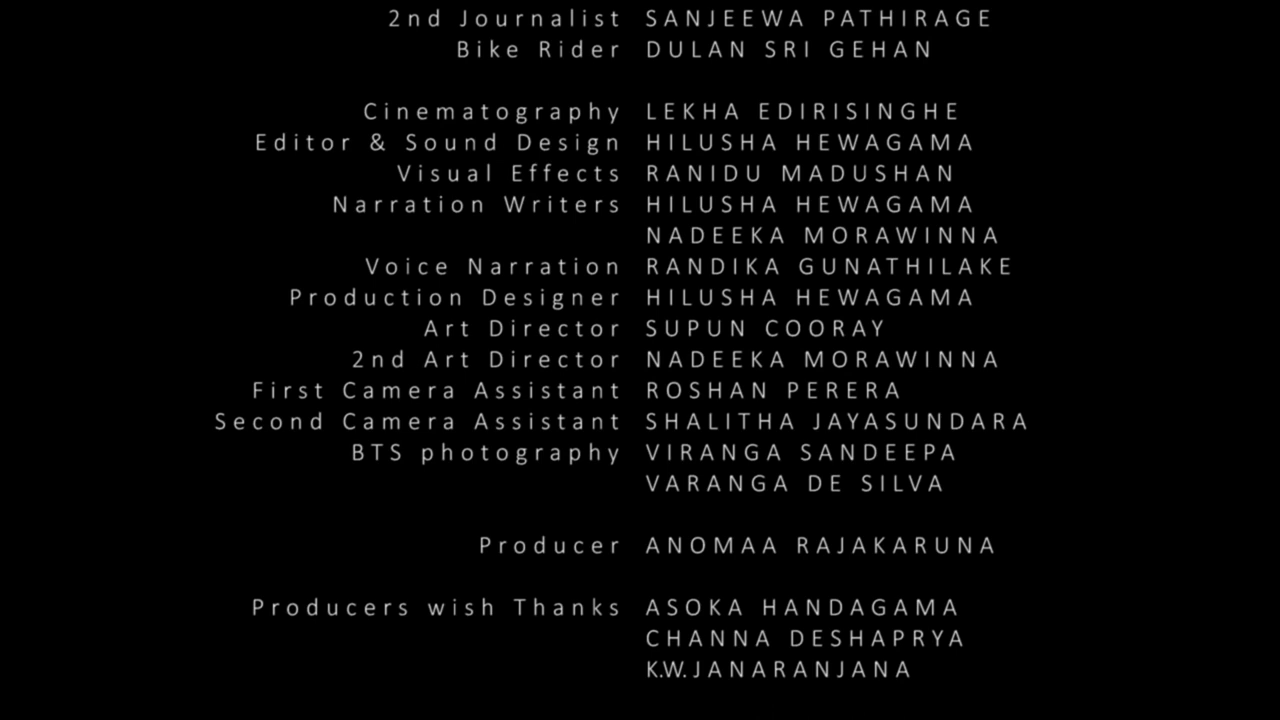 2nd Journalist SANJEEWA PATHIRAGE
Bike Rider DULAN SRI GEHAN
Cinematography LEKHA EDIRISINGHE
Editor & Sound Design HILUSHA HEWAGAMA
Visual Effects RANIDU MADUSHAN
Narration Writers HILUSHA HEWAGAMA
NADEEKA MORAWINNA
Voice Narration RANDIKA GUNATHILAKE
Production Designer HILUSHA HEWAGAMA
Art Director SUPUN COORAY
2nd Art Director NADEEKA MORAWINNA
First Camera Assistant ROSHAN PERERA
Second Camera Assistant SHALITHA JAYASUNDARA
BTS photography VIRANGA SANDEEPA
VARANGA DE SILVA
Producer ANOMAA RAJAKARUNA
Producers wish Thanks ASOKA HANDAGAMA
CHANNA DESHAPRYA
K.W.JANARANJANA